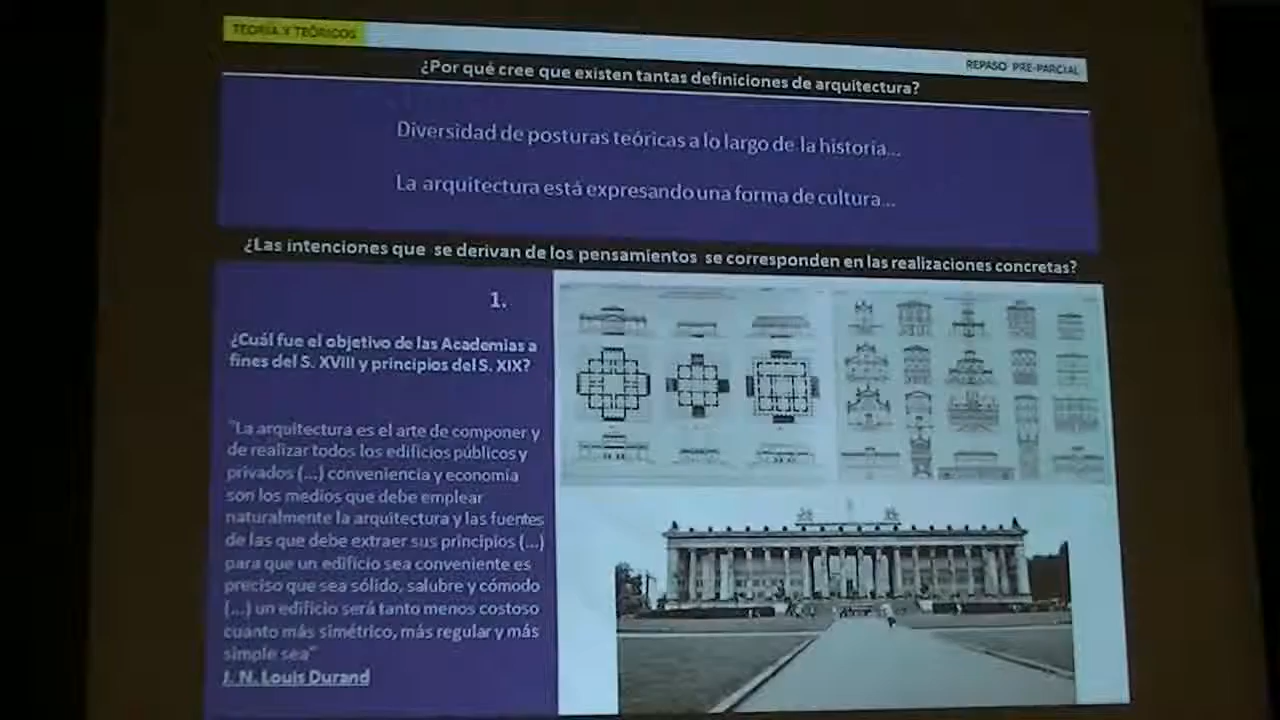 TEORÍA Y TEÓRICOS
REPASO PRE-PARCIAL
¿Por qué cree que existen tantas definiciones de arquitectura?
Diversidad de posturas teóricas a lo largo de la historia...
La arquitectura está expresando una forma de cultura...
¿Las intenciones que se derivan de los pensamientos se corresponden en las realizaciones concretas?
1.
¿Cuál fue el objetivo de las Academias a
fines del S. XVIII y principios del S. XIX?
"La arquitectura es el arte de componer y
de realizar todos los edificios públicos y
privados (...) conveniencia y economía
son los medios que debe emplear
naturalmente la arquitectura y las fuentes
de las que debe extraer sus principios (...)
para que un edificio sea conveniente es
preciso que sea sólido, salubre y cómodo
(...) un edificio será tanto menos costoso
cuanto más simétrico, más regular y más
simple sea"
J. N. Louis Durand